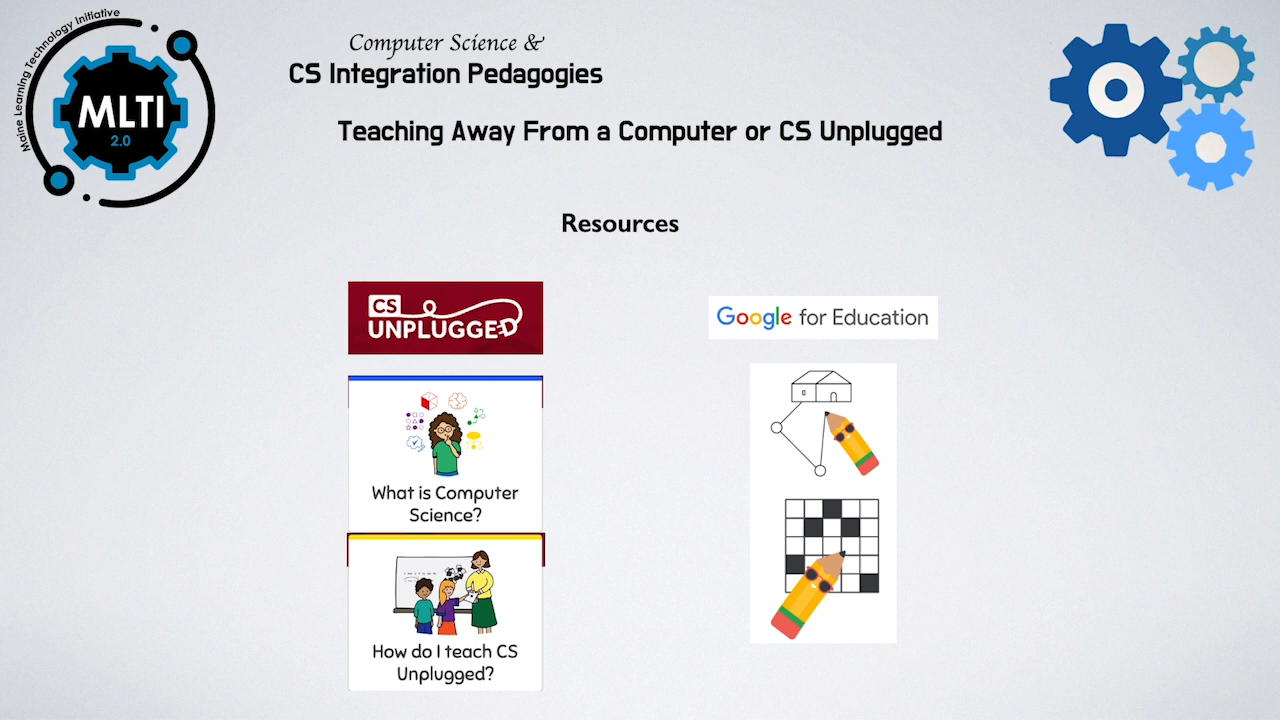 Maine Learning Technology Initiative
MLTI
2.0
Computer Science &
CS Integration Pedagogies
Teaching Away From a Computer or CS Unplugged
Resources
CS
UNPLUGGED
What is Computer
Science?
How do I teach CS
Unplugged?
Google for Education